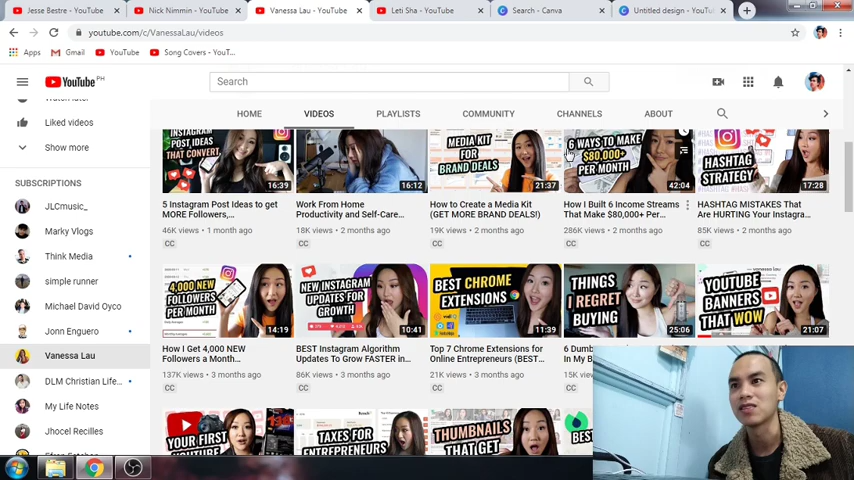 Jesse Bestre - YouTube
Nick Nimmin - YouTube
Vanessa Lau - YouTube
Leti Sha - YouTube
Search - Canva
Untitled design - YouTu
youtube.com/c/VanessaLau/videos
Apps
Gmail
YouTube
Song Covers - YouT...
YouTube PH
Search
HOME
VIDEOS
PLAYLISTS
COMMUNITY
CHANNELS
ABOUT
Watch later
Liked videos
Show more
SUBSCRIPTIONS
JLCmusic_
Marky Vlogs
Think Media
simple runner
Michael David Oyco
Jonn Enguero
Vanessa Lau
DLM Christian Life...
My Life Notes
Jhocel Recilles
INSTAGRAM
POST IDEAS
THAT CONVERT.
16:39
16:12
MEDIA KIT
FOR
BRAND DEALS
21:37
6 WAYS TO MAKE
$80,000+
PER MONTH
42:04
HASHTAG
STRATEGY
17:28
5 Instagram Post Ideas to get
MORE Followers,...
46K views • 1 month ago
CC
Work From Home
Productivity and Self-Care...
18K views • 2 months ago
CC
How to Create a Media Kit
(GET MORE BRAND DEALS!)
19K views • 2 months ago
CC
How I Built 6 Income Streams
That Make $80,000+ Per...
286K views • 2 months ago
CC
HASHTAG MISTAKES That
Are HURTING Your Instagra...
85K views • 2 months ago
CC
4,000 NEW
FOLLOWERS
PER MONTH
14:19
NEW INSTAGRAM
UPDATES FOR
GROWTH
10:41
BEST CHROME
EXTENSIONS
11:39
THINGS
I REGRET
BUYING
25:06
YOUTUBE
BANNERS
THAT WOW
21:07
How I Get 4,000 NEW
Followers a Month...
137K views • 3 months ago
CC
BEST Instagram Algorithm
Updates To Grow FASTER in...
86K views • 3 months ago
CC
Top 7 Chrome Extensions for
Online Entrepreneurs (BEST...
21K views • 3 months ago
CC
6 Dumb
In My B
15K vie
CC
YOUR FIRST
TAXES FOR
ENTREPRENEURS
THUMBNAILS
THAT GET
BEST